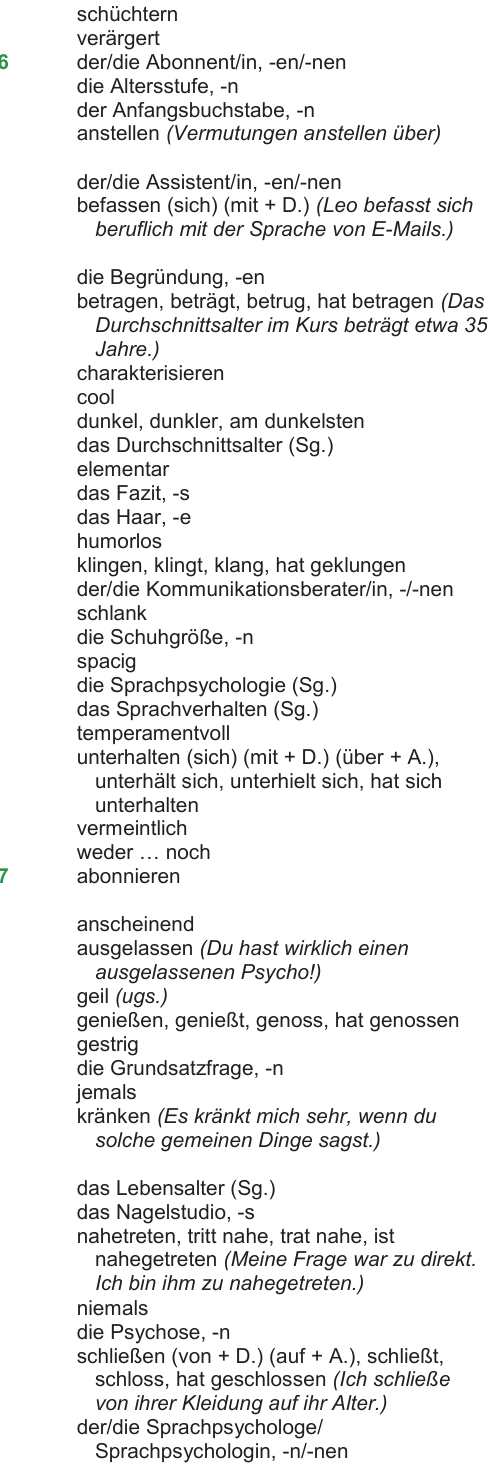 schüchtern
verärgert
6 der/die Abonnent/in, -en/-nen
die Altersstufe, -n
der Anfangsbuchstabe, -n
anstellen (Vermutungen anstellen über)
der/die Assistent/in, -en/-nen
befassen (sich) (mit + D.) (Leo befasst sich
beruflich mit der Sprache von E-Mails.)
die Begründung, -en
betragen, beträgt, betrug, hat betragen (Das
Durchschnittsalter im Kurs beträgt etwa 35
Jahre.)
charakterisieren
cool
dunkel, dunkler, am dunkelsten
das Durchschnittsalter (Sg.)
elementar
das Fazit, -s
das Haar, -e
humorlos
klingen, klingt, klang, hat geklungen
der/die Kommunikationsberater/in, -/-nen
schlank
die Schuhgröße, -n
spacig
die Sprachpsychologie (Sg.)
das Sprachverhalten (Sg.)
temperamentvoll
unterhalten (sich) (mit + D.) (über + A.),
unterhält sich, unterhielt sich, hat sich
unterhalten
vermeintlich
weder … noch
7 abonnieren
anscheinend
ausgelassen (Du hast wirklich einen
ausgelassenen Psycho!)
geil (ugs.)
genießen, genießt, genoss, hat genossen
gestrig
die Grundsatzfrage, -n
jemals
kränken (Es kränkt mich sehr, wenn du
solche gemeinen Dinge sagst.)
das Lebensalter (Sg.)
das Nagelstudio, -s
nahetreten, tritt nahe, trat nahe, ist
nahegetreten (Meine Frage war zu direkt.
Ich bin ihm zu nahegetreten.)
niemals
die Psychose, -n
schließen (von + D.) (auf + A.), schließt,
schloss, hat geschlossen (Ich schließe
von ihrer Kleidung auf ihr Alter.)
der/die Sprachpsychologe/
Sprachpsychologin, -n/-nen